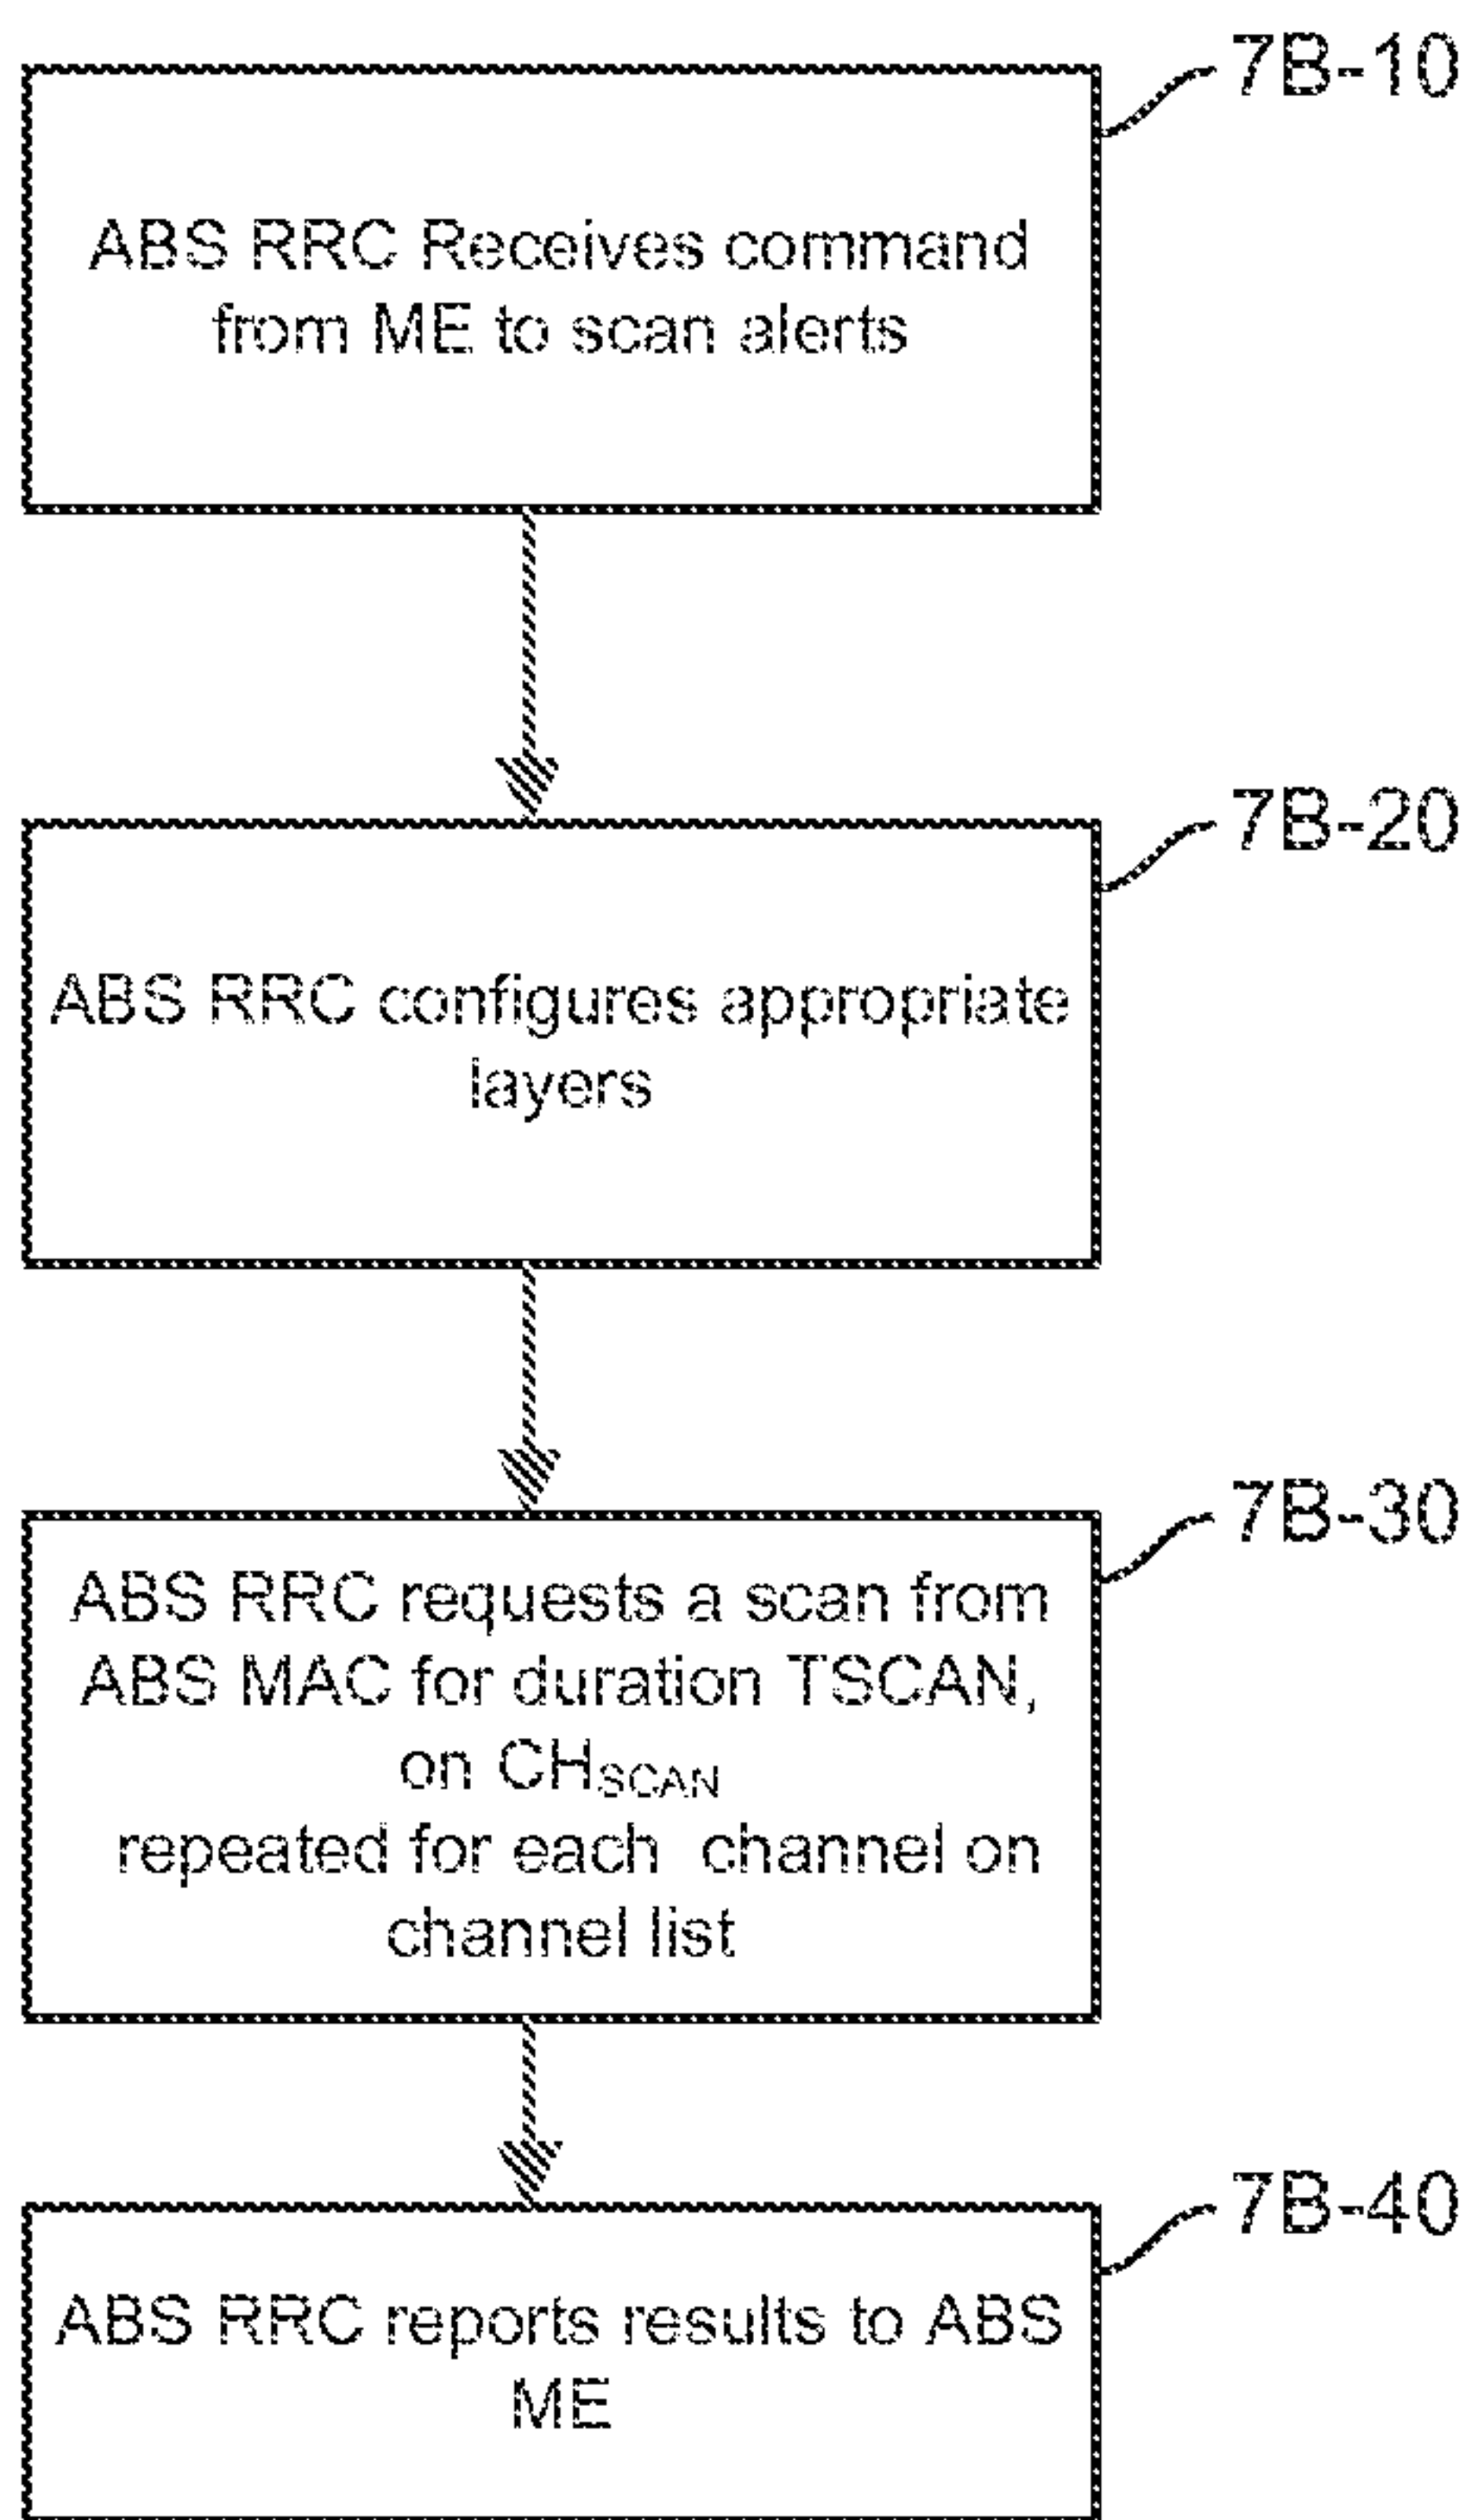 7B-10
ABS RRC Receives command
from ME to scan alerts
7B-20
ABS RRC configures appropriate
layers
7B-30
ABS RRC requests a scan from
ABS MAC for duration TSCAN,
on CHSCAN
repeated for each channel on
channel list
7B-40
ABS RRC reports results to ABS
ME